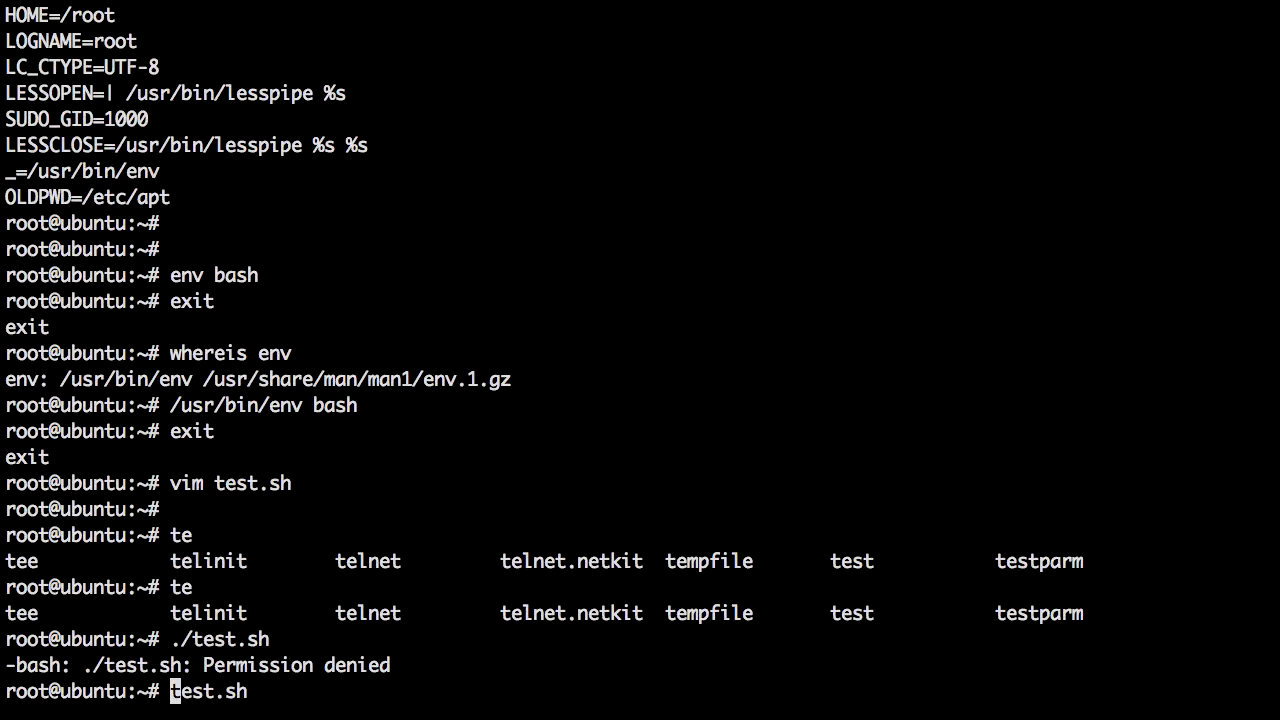 HOME=/root
LOGNAME=root
LC_CTYPE=UTF-8
LESSOPEN=| /usr/bin/lesspipe %s
SUDO_GID=1000
LESSCLOSE=/usr/bin/lesspipe %s %s
_=/usr/bin/env
OLDPWD=/etc/apt
root@ubuntu:~#
root@ubuntu:~#
root@ubuntu:~# env bash
root@ubuntu:~# exit
exit
root@ubuntu:~# whereis env
env: /usr/bin/env /usr/share/man/man1/env.1.gz
root@ubuntu:~# /usr/bin/env bash
root@ubuntu:~# exit
exit
root@ubuntu:~# vim test.sh
root@ubuntu:~#
root@ubuntu:~# te
tee telinit telnet telnet.netkit tempfile test testparm
root@ubuntu:~# te
tee telinit telnet telnet.netkit tempfile test testparm
root@ubuntu:~# ./test.sh
-bash: ./test.sh: Permission denied
root@ubuntu:~# test.sh